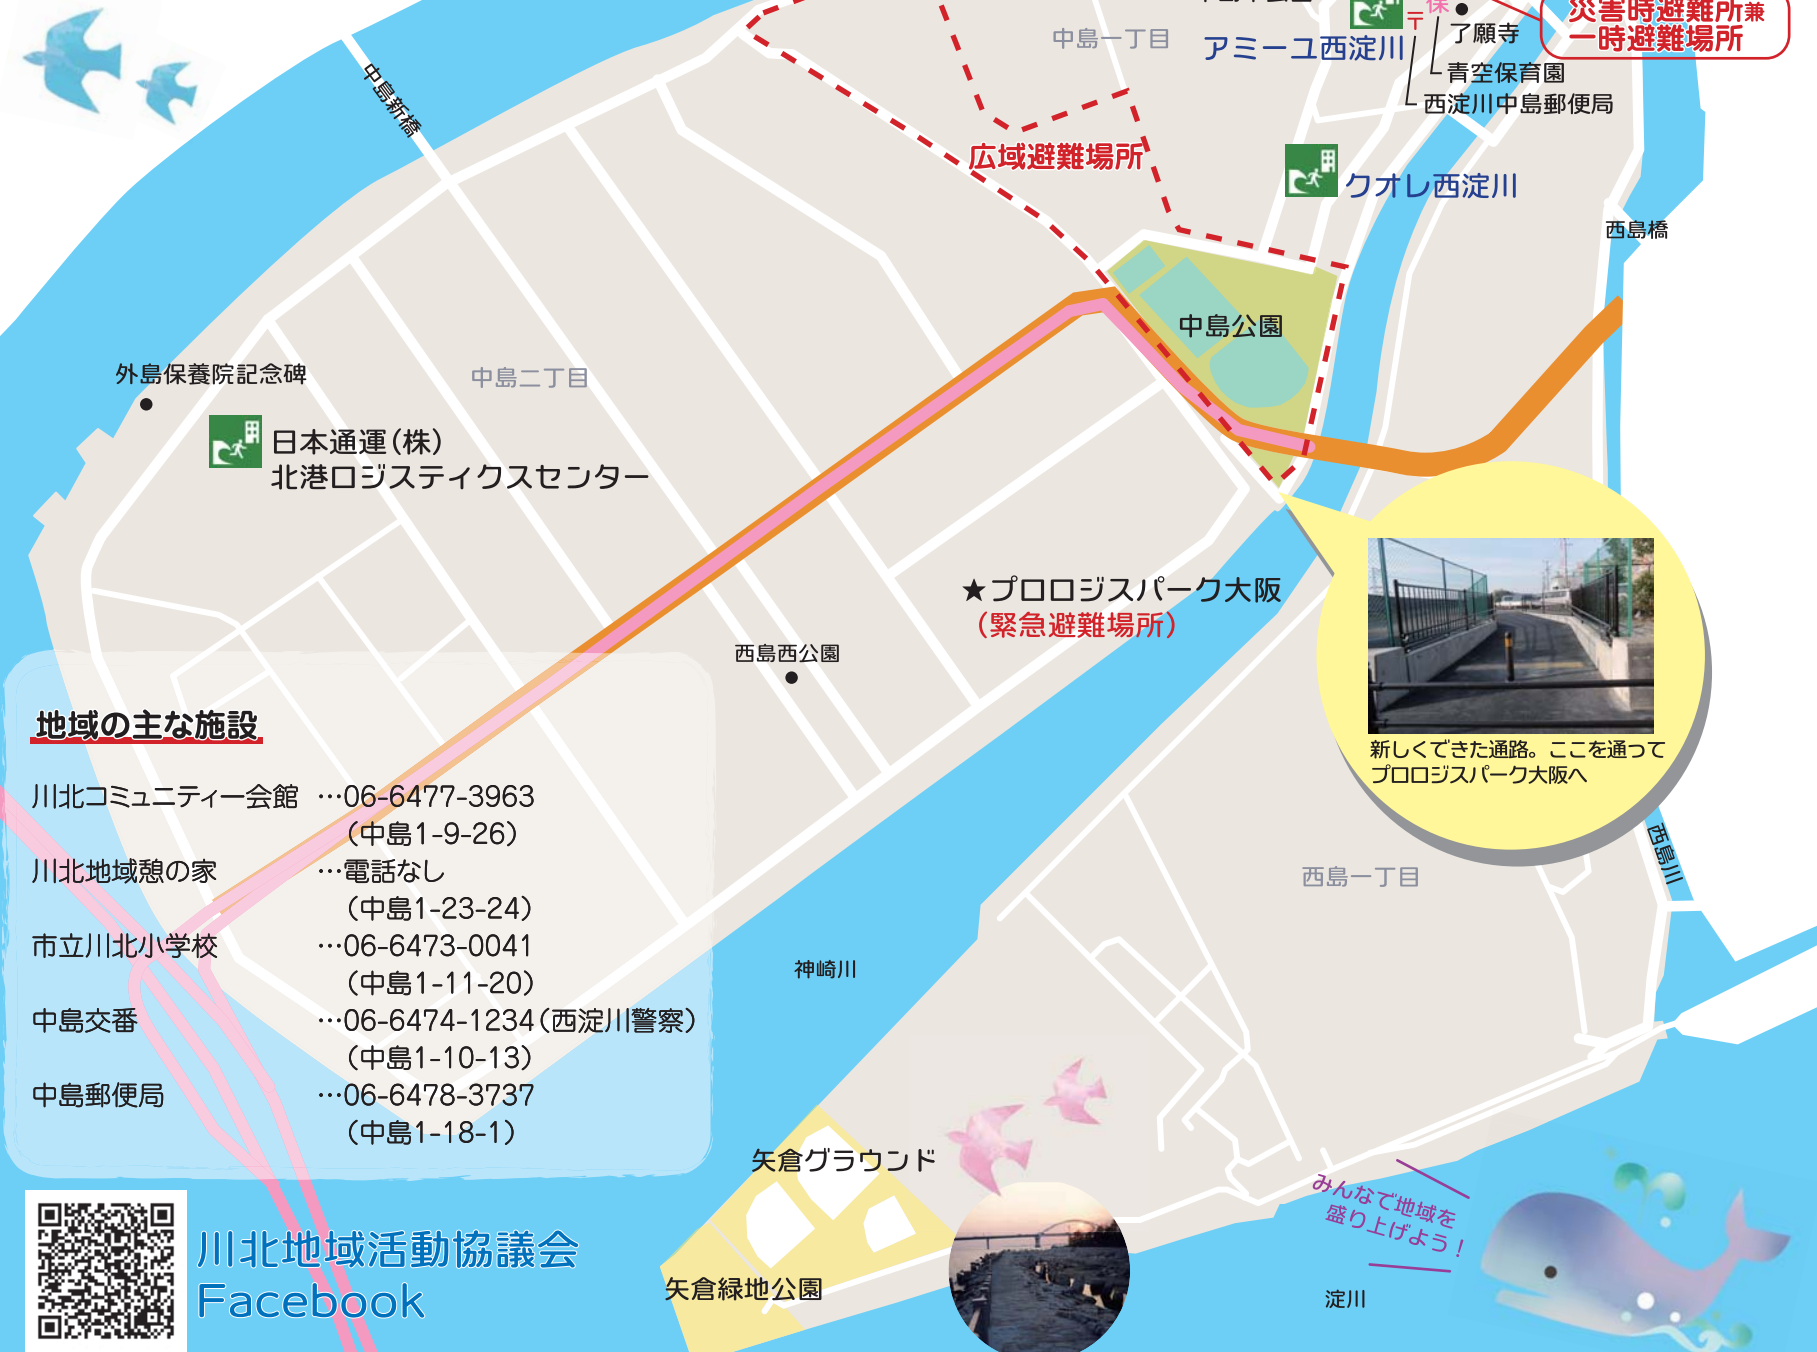 災害時避難所兼
一時避難場所
中島一丁目
アミーユ西淀川
〒
保
了願寺
青空保育園
西淀川中島郵便局
中島新橋
広域避難場所
クオレ西淀川
西島橋
中島公園
外島保養院記念碑
中島二丁目
日本通運(株)
北港ロジスティクスセンター
★プロロジスパーク大阪
(緊急避難場所)
西島西公園
新しくできた通路。ここを通って
プロロジスパーク大阪へ
地域の主な施設
川北コミュニティー会館 …06-6477-3963
(中島1-9-26)
川北地域憩の家 …電話なし
(中島1-23-24)
市立川北小学校 …06-6473-0041
(中島1-11-20)
中島交番 …06-6474-1234(西淀川警察)
(中島1-10-13)
中島郵便局 …06-6478-3737
(中島1-18-1)
西島川
西島一丁目
神崎川
矢倉グラウンド
矢倉緑地公園
みんなで地域を
盛り上げよう!
淀川
川北地域活動協議会
Facebook